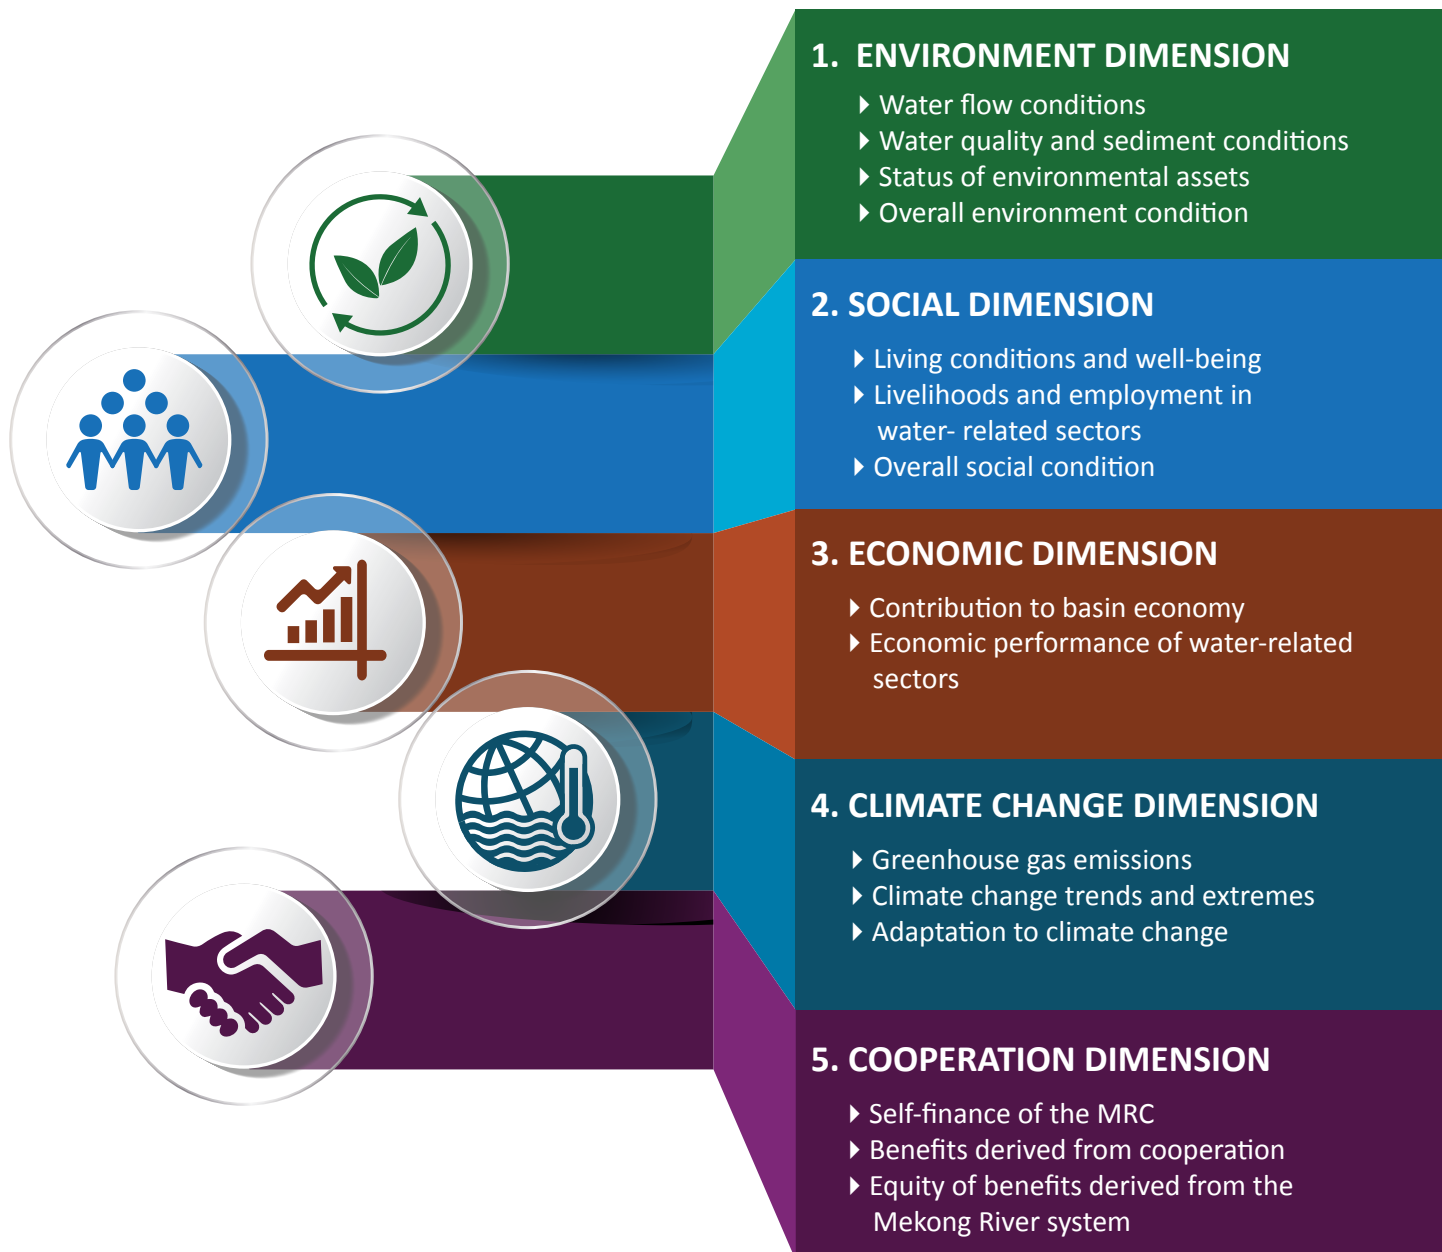 1. ENVIRONMENT DIMENSION
Water flow conditions
Water quality and sediment conditions
Status of environmental assets
Overall environment condition
2. SOCIAL DIMENSION
Living conditions and well-being
Livelihoods and employment in
water- related sectors
Overall social condition
3. ECONOMIC DIMENSION
Contribution to basin economy
Economic performance of water-related
sectors
4. CLIMATE CHANGE DIMENSION
Greenhouse gas emissions
Climate change trends and extremes
Adaptation to climate change
5. COOPERATION DIMENSION
Self-finance of the MRC
Benefits derived from cooperation
Equity of benefits derived from the
Mekong River system